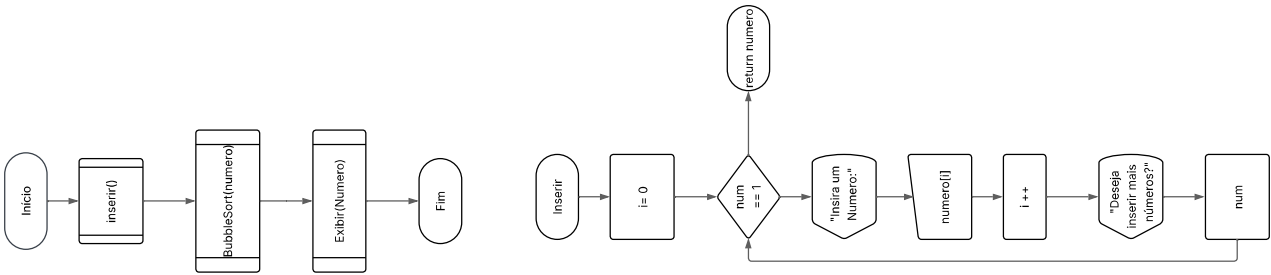 Início
inserir()
BubbleSort(numero)
Exibir(Numero)
Fim
Inserir
i= 0
num
== 1
return numero
"Insira um
Numero:"
numero[i]
i ++
"Deseja
inserir mais
números?"
num